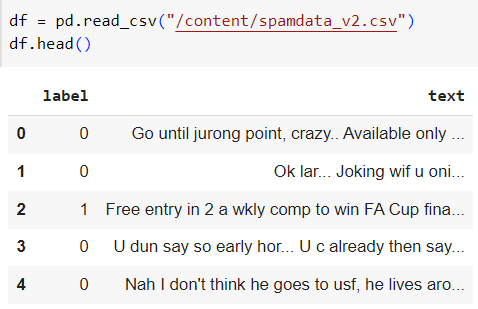 df = pd.read_csv("/content/spamdata_v2.csv")
df.head()
label text
0 0 Go until jurong point, crazy.. Available only ...
1 0 Ok lar... Joking wif u oni...
2 1 Free entry in 2 a wkly comp to win FA Cup fina...
3 0 U dun say so early hor... U c already then say...
4 0 Nah I don't think he goes to usf, he lives aro...